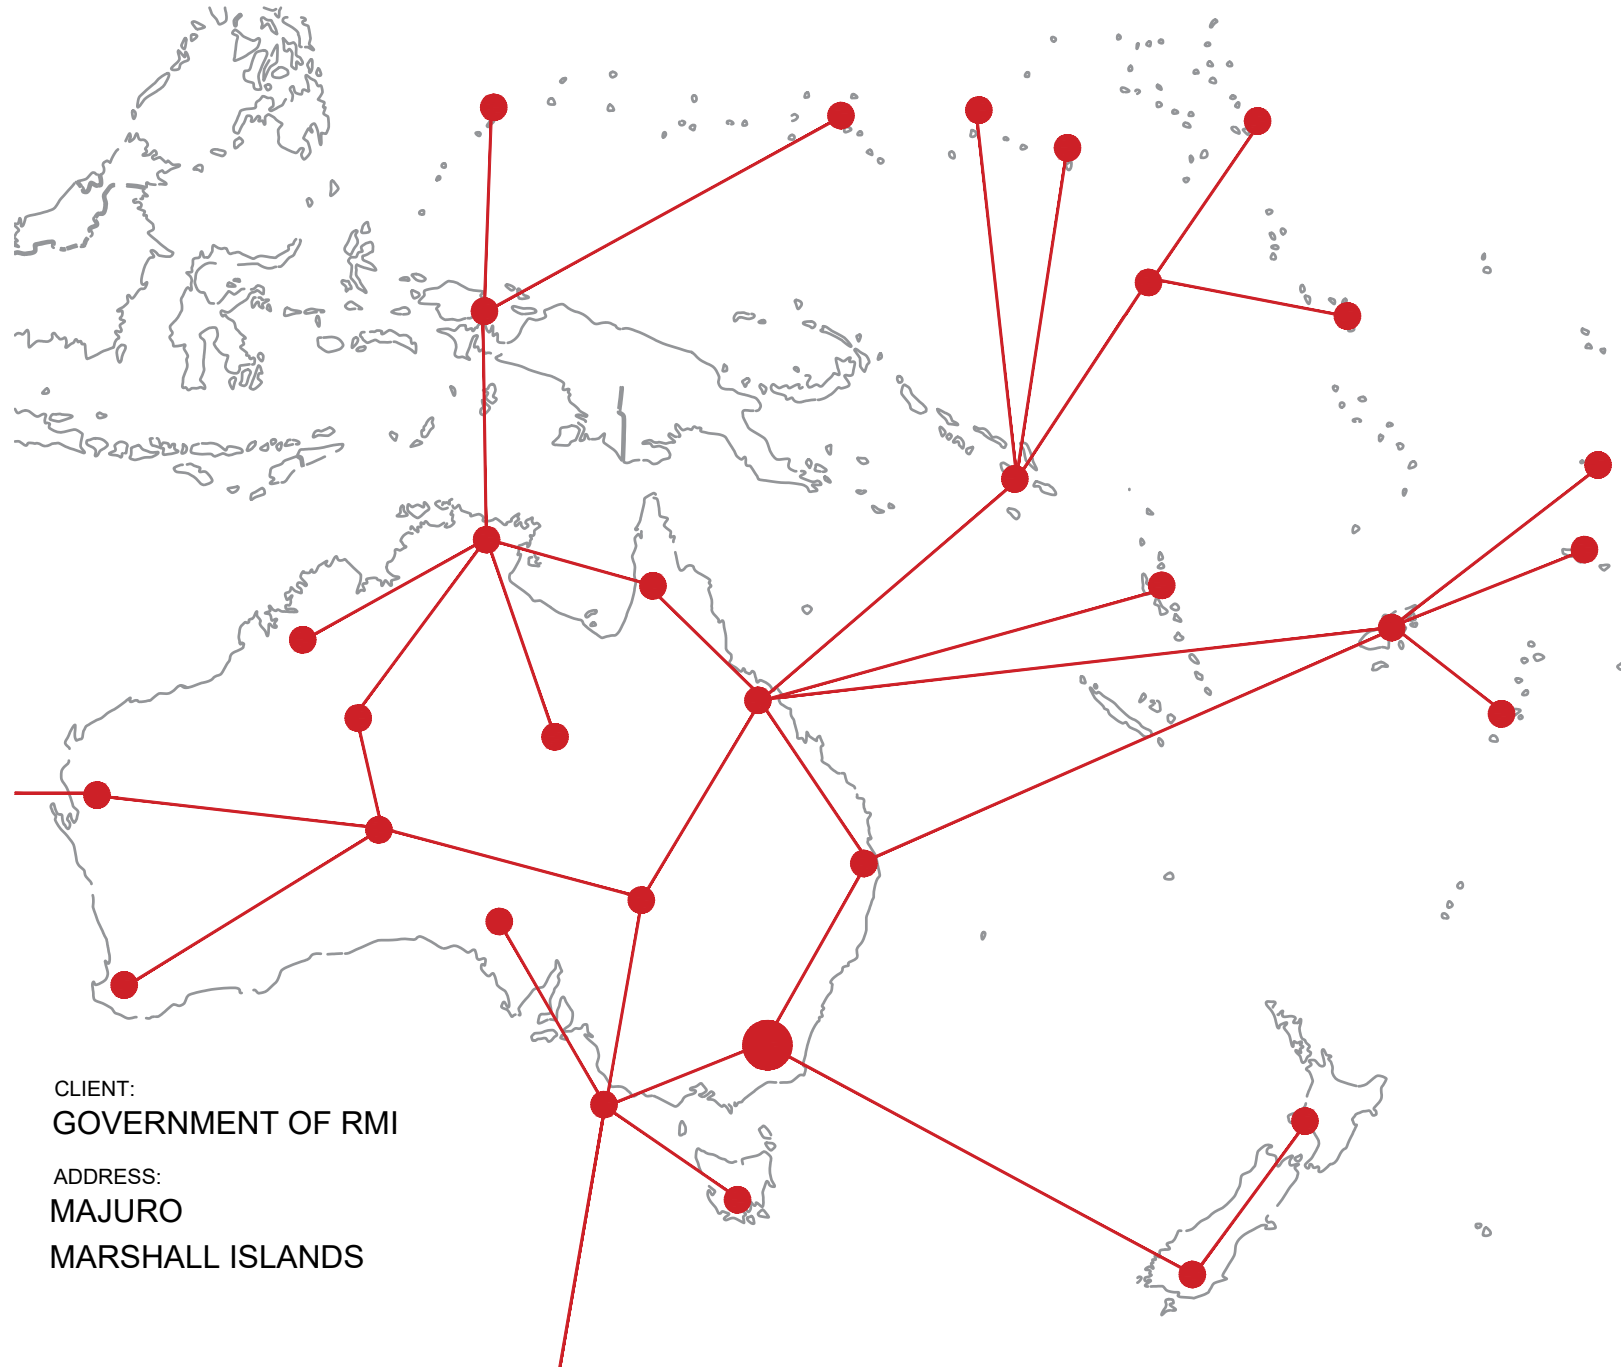 CLIENT:
GOVERNMENT OF RMI
ADDRESS:
MAJURO
MARSHALL ISLANDS